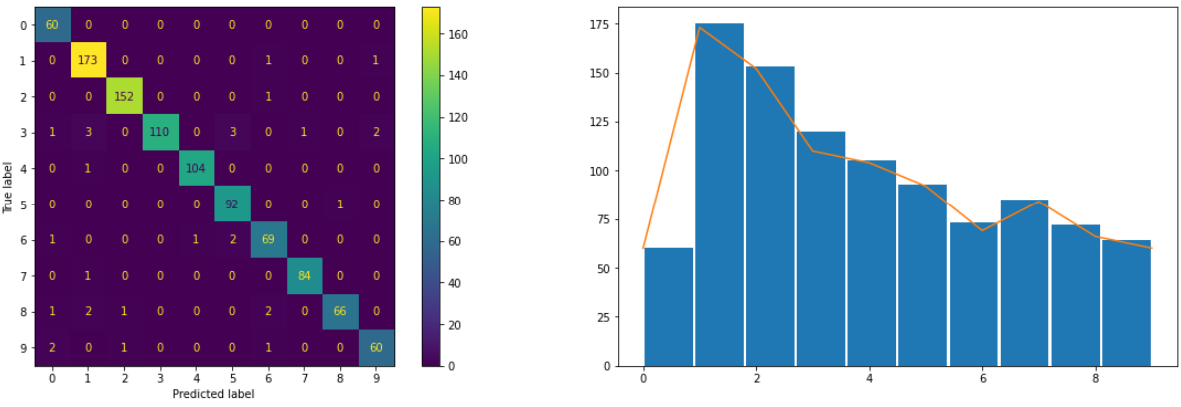 0 60 0 0 0 0 0 0 0 0 0
1 0 173 0 0 0 0 0 1 0 0 1
2 0 0 152 0 0 0 0 1 0 0 0
3 1 3 0 110 0 3 0 1 0 2
4 0 1 0 0 104 0 0 0 0 0
5 0 0 0 0 0 92 0 0 1 0
6 1 0 0 0 1 2 69 0 0 0
7 0 1 0 0 0 0 0 84 0 0
8 1 2 1 0 0 0 2 0 66 0
9 2 0 1 0 0 0 1 0 0 60
0 1 2 3 4 5 6 7 8 9
True label
Predicted label
160
140
120
100
80
60
40
20
0
175
150
125
100
75
50
25
0
0 2 4 6 8